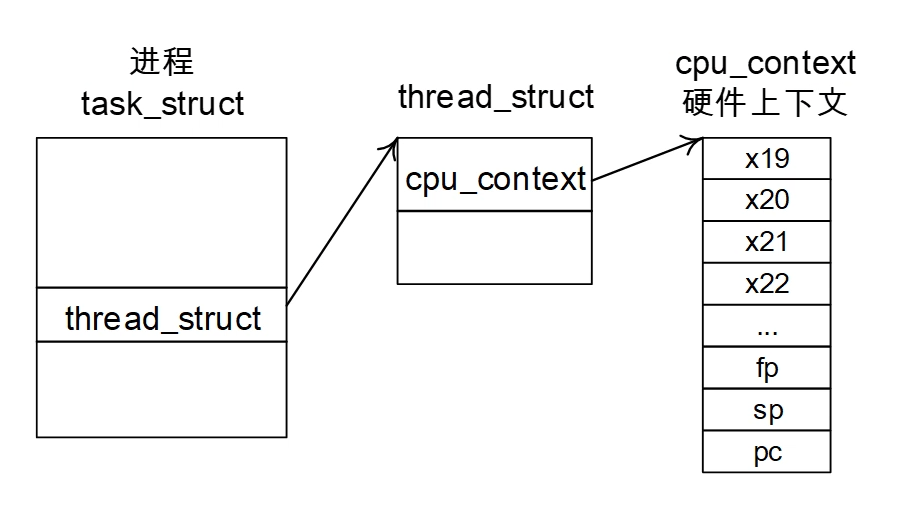 进程
task_struct
thread_struct
thread_struct
cpu_context
cpu_context
硬件上下文
x19
x20
x21
x22
...
fp
sp
pc